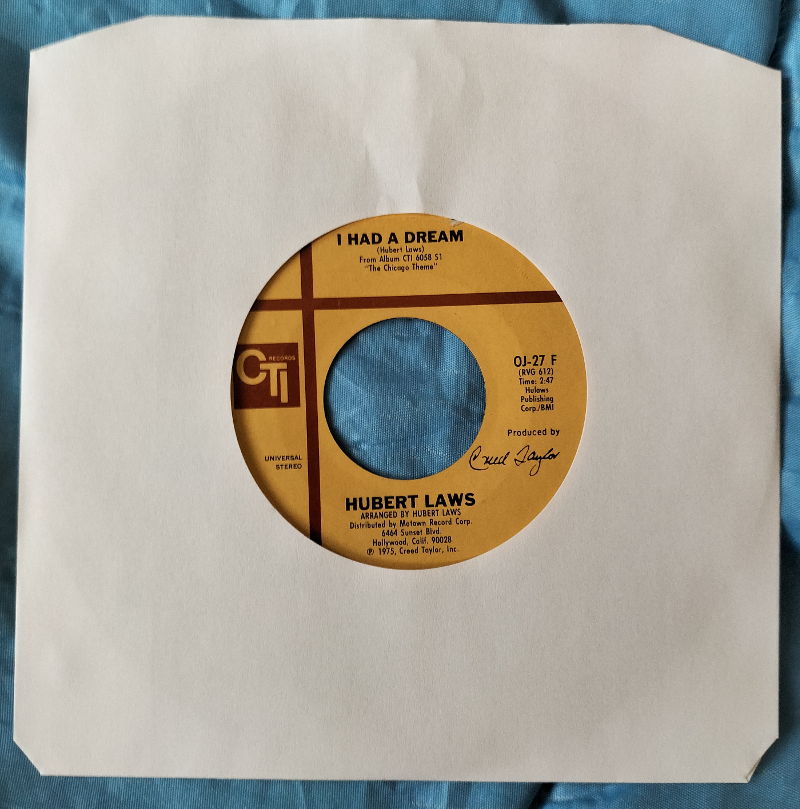 I HAD A DREAM
(Hubert Laws)
From Album CTI 6058 S1
"The Chicago Theme"
CTI RECORDS
OJ-27 F
(RVG 612)
Time: 2:47
Hulaws
Publishing
Corp./BMI
Produced by
Creed Taylor
UNIVERSAL
STEREO
HUBERT LAWS
ARRANGED BY HUBERT LAWS
Distributed by Motown Record Corp.
6464 Sunset Blvd.
Hollywood, Calif. 90028
℗ 1975, Creed Taylor, Inc.